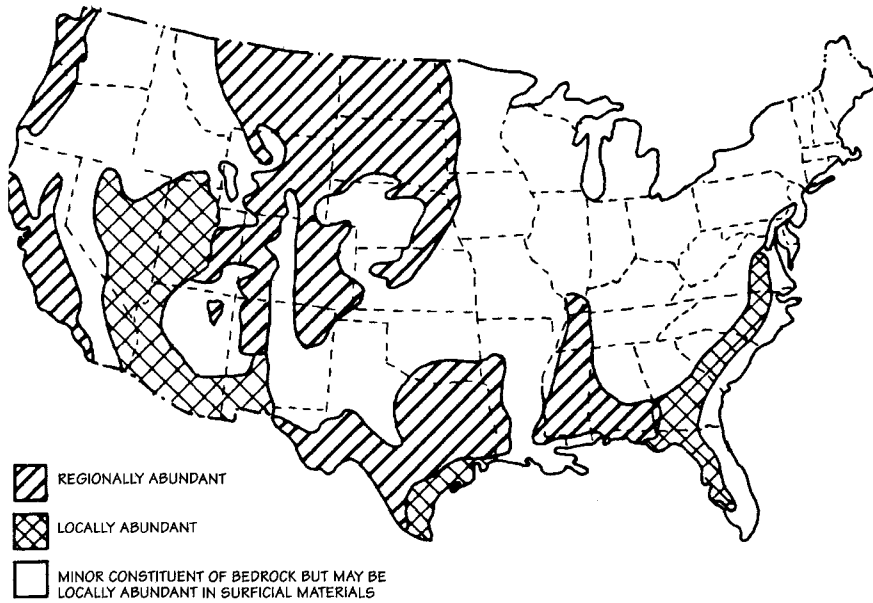 REGIONALLY ABUNDANT
LOCALLY ABUNDANT
MINOR CONSTITUENT OF BEDROCK BUT MAY BE
LOCALLY ABUNDANT IN SURFICIAL MATERIALS